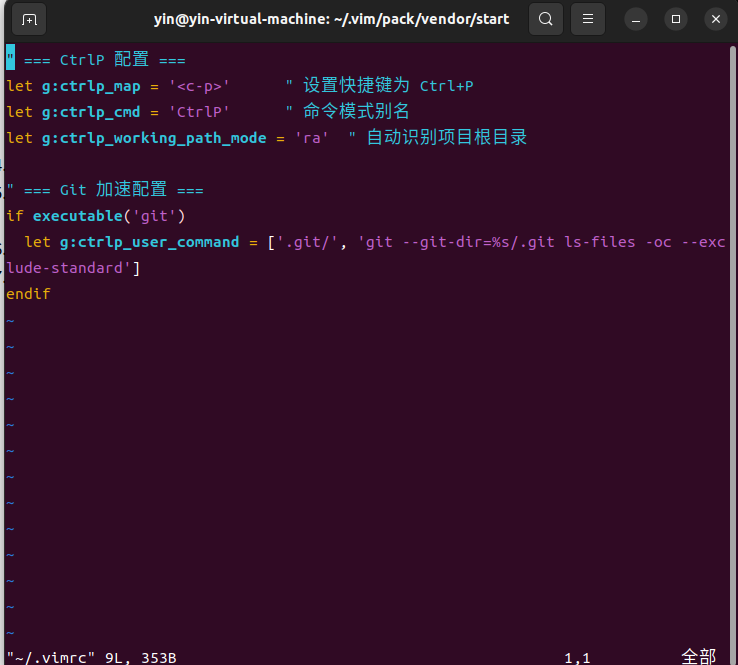 yin@yin-virtual-machine: ~/.vim/pack/vendor/start
" === CtrlP 配置 ===
let g:ctrlp_map = '<c-p>'      " 设置快捷键为 Ctrl+P
let g:ctrlp_cmd = 'CtrlP'      " 命令模式别名
let g:ctrlp_working_path_mode = 'ra'  " 自动识别项目根目录

" === Git 加速配置 ===
if executable('git')
  let g:ctrlp_user_command = ['.git/', 'git --git-dir=%s/.git ls-files -oc --exc
lude-standard']
endif
~
~
~
~
~
~
~
~
~
~
~
~
~
"~/.vimrc" 9L, 353B 1,1 全部